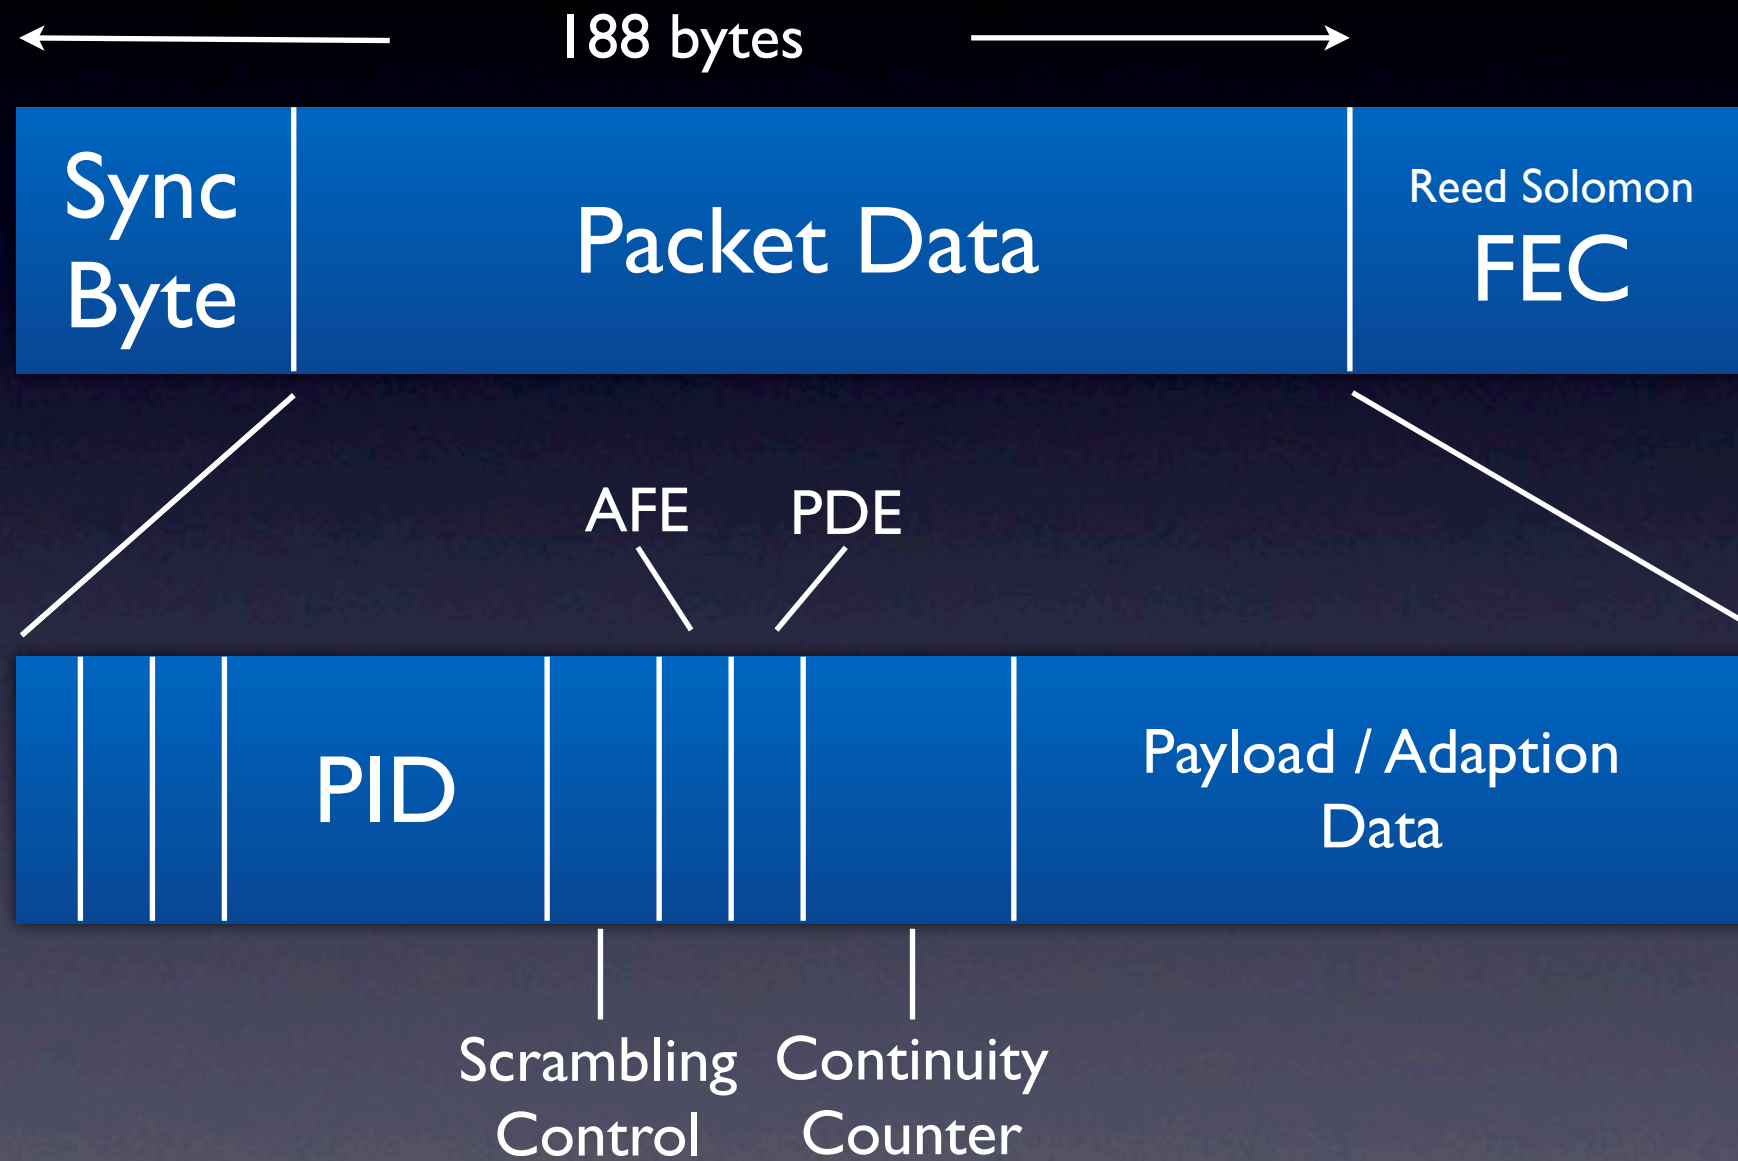 188 bytes
Sync
Byte
Packet Data
Reed Solomon
FEC
AFE
PDE
PID
Payload / Adaption
Data
Scrambling
Control
Continuity
Counter